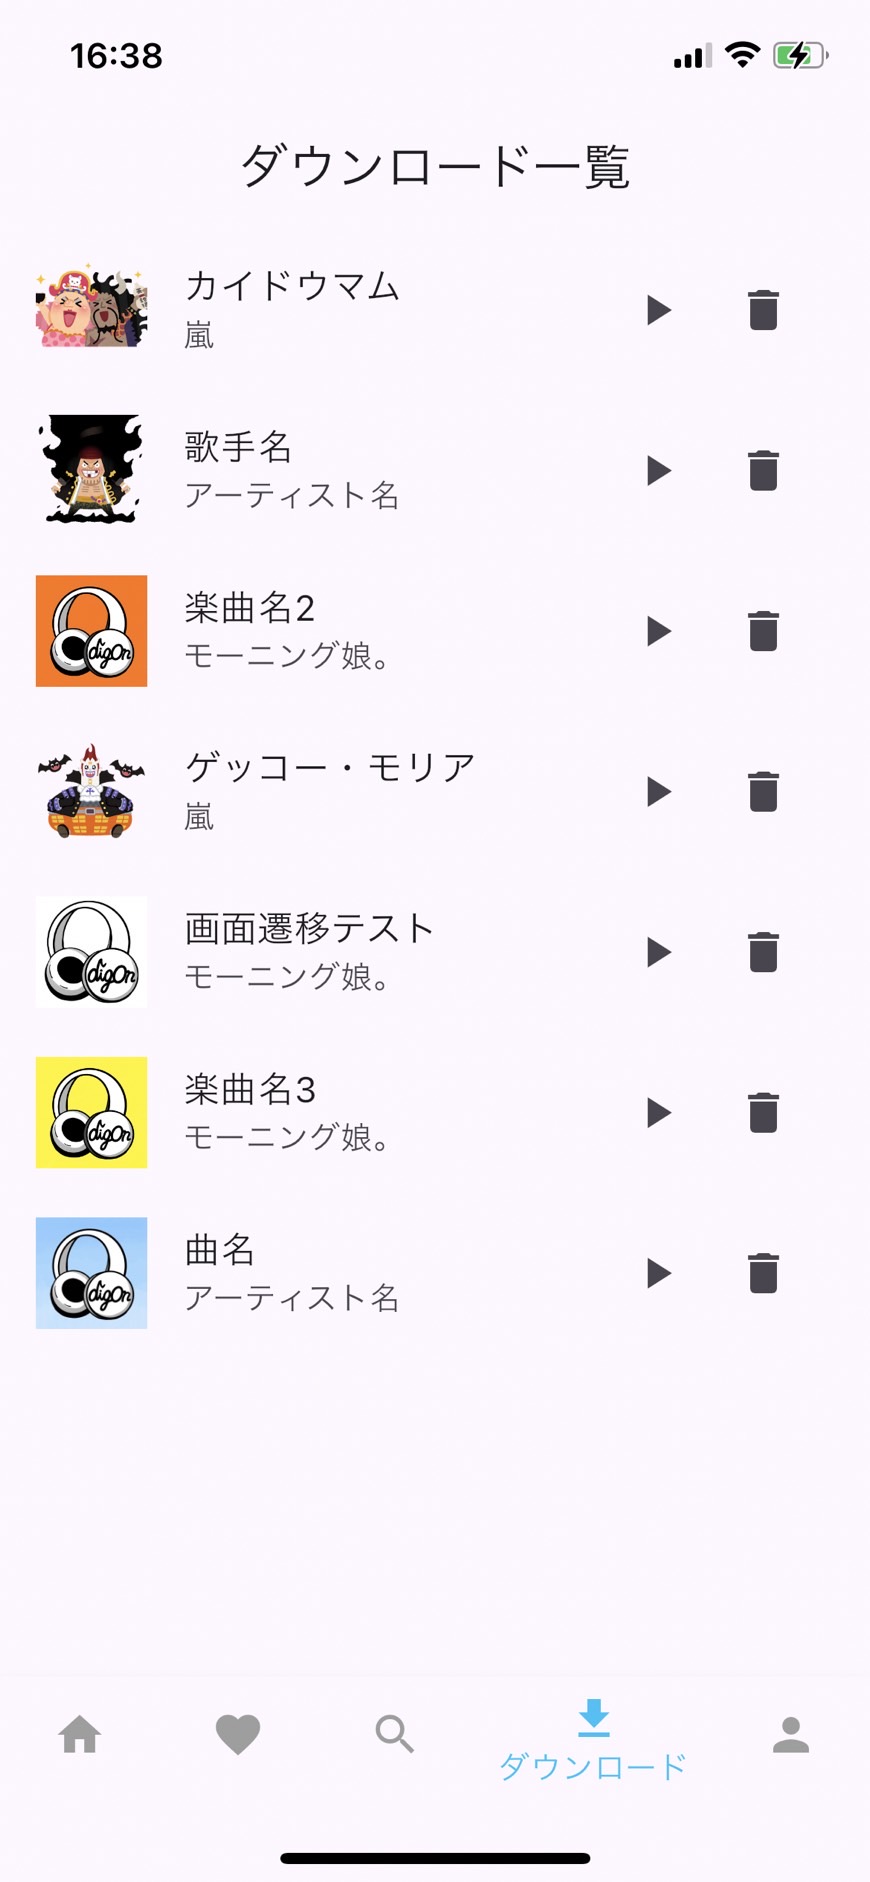 16:38
ダウンロード一覧
カイドウマム
嵐
歌手名
アーティスト名
楽曲名2
モーニング娘。
digOn
ゲッコー・モリア
嵐
画面遷移テスト
モーニング娘。
digOn
楽曲名3
モーニング娘。
digOn
曲名
アーティスト名
digOn
ダウンロード